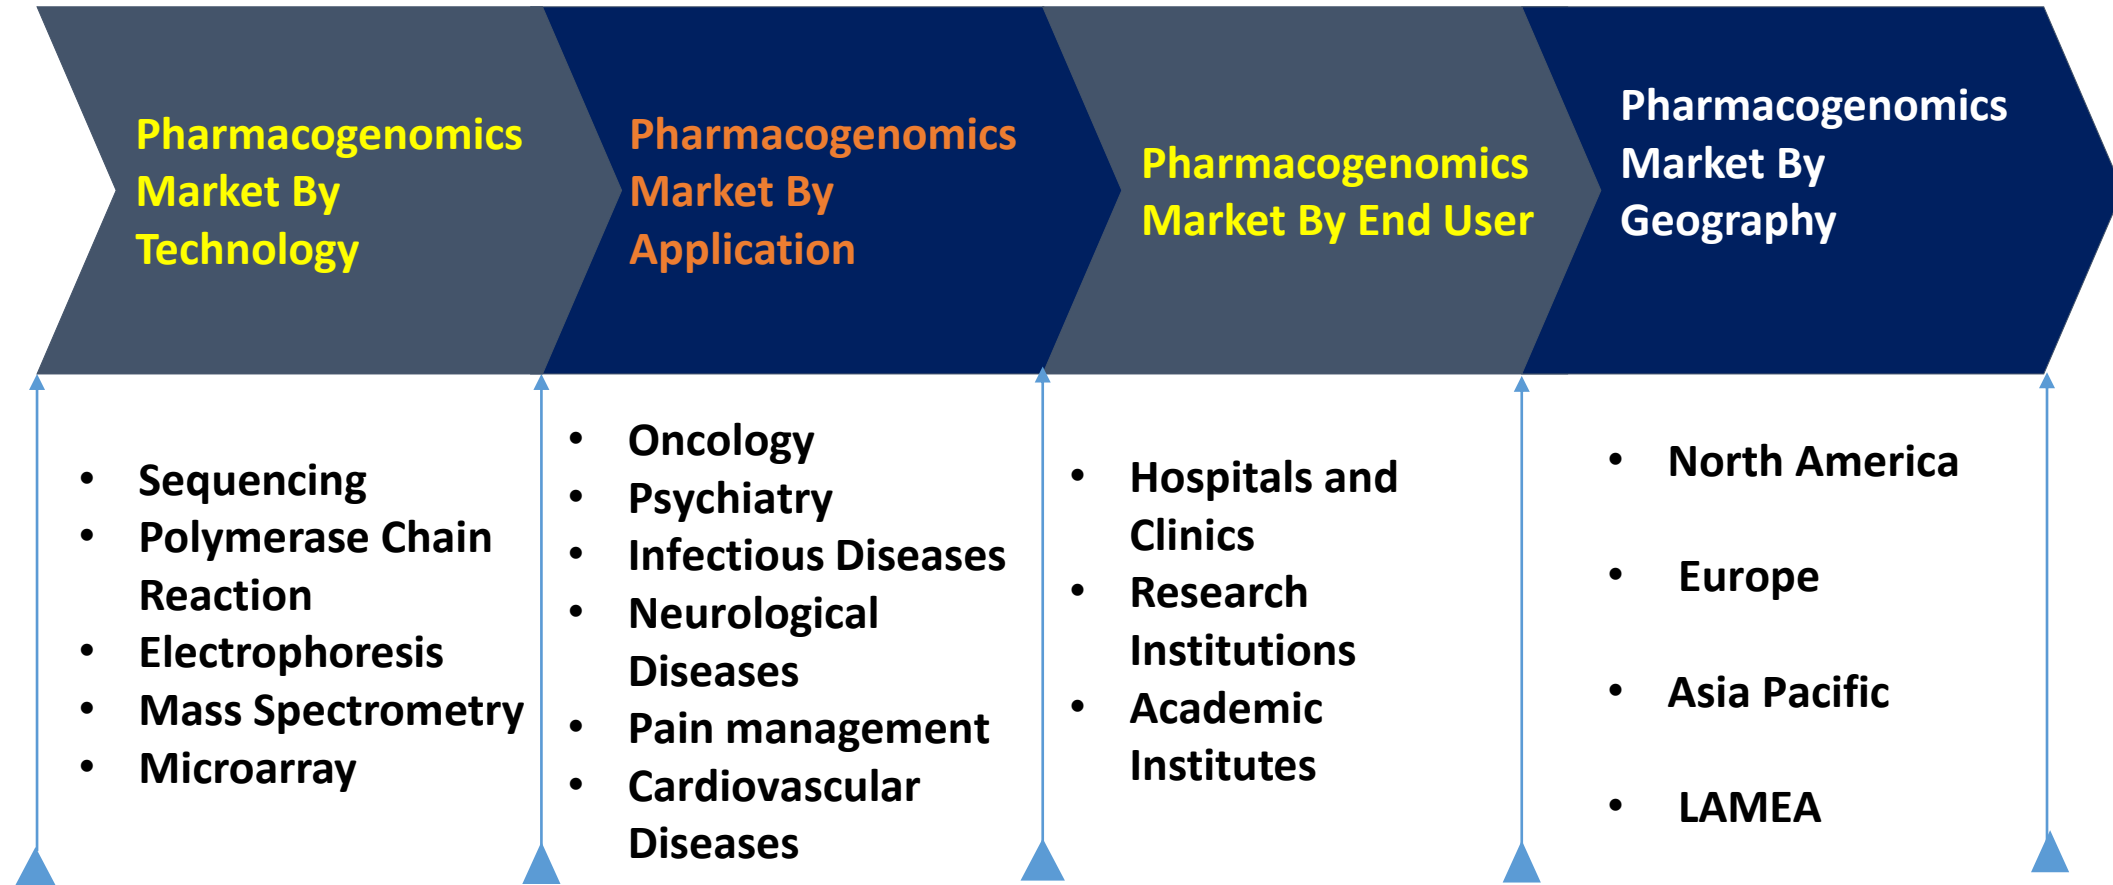 Pharmacogenomics
Market By
Technology
Pharmacogenomics
Market By
Application
Pharmacogenomics
Market By End User
Pharmacogenomics
Market By
Geography
• Sequencing
• Polymerase Chain
Reaction
• Electrophoresis
• Mass Spectrometry
• Microarray
• Oncology
• Psychiatry
• Infectious Diseases
• Neurological
Diseases
• Pain management
• Cardiovascular
Diseases
• Hospitals and
Clinics
• Research
Institutions
• Academic
Institutes
• North America
• Europe
• Asia Pacific
• LAMEA